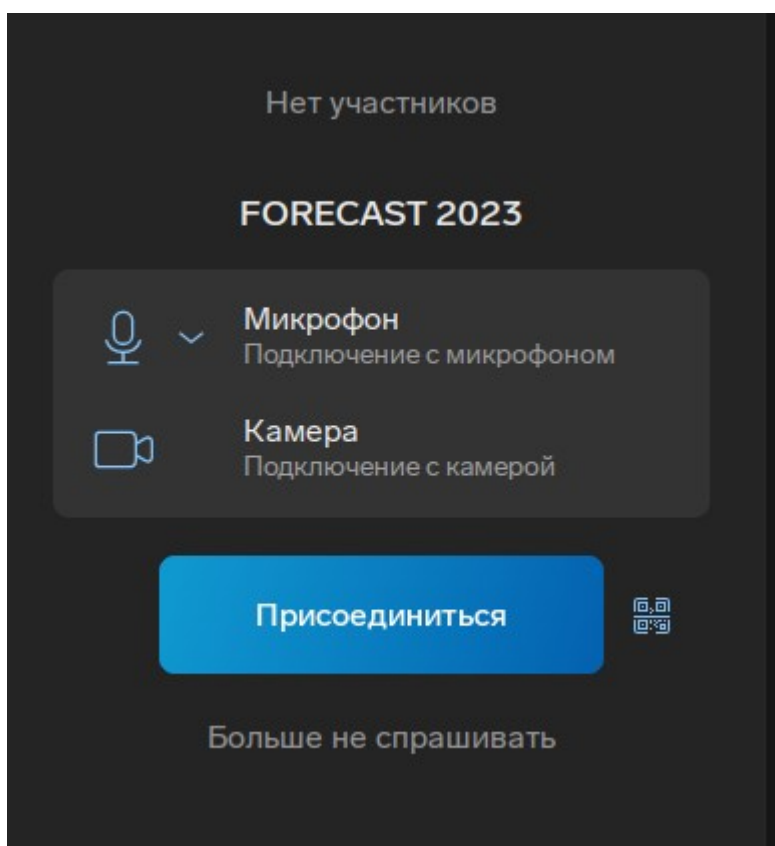 Нет участников
FORECAST 2023
Микрофон
Подключение с микрофоном
Камера
Подключение с камерой
Присоединиться
Больше не спрашивать